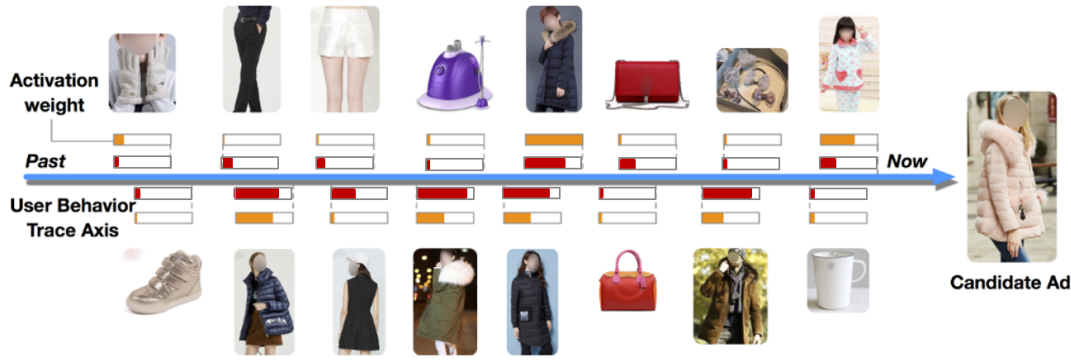 Activation
weight
Past
Now
User Behavior
Trace Axis
Candidate Ad